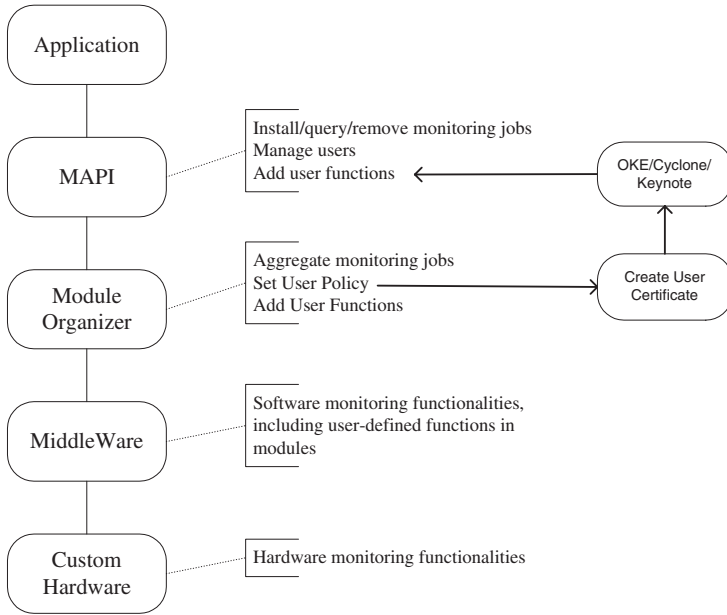 Application
MAPI
Install/query/remove monitoring jobs
Manage users
Add user functions
OKE/Cyclone/
Keynote
Module
Organizer
Aggregate monitoring jobs
Set User Policy
Add User Functions
Create User
Certificate
MiddleWare
Software monitoring functionalities,
including user-defined functions in
modules
Custom
Hardware
Hardware monitoring functionalities